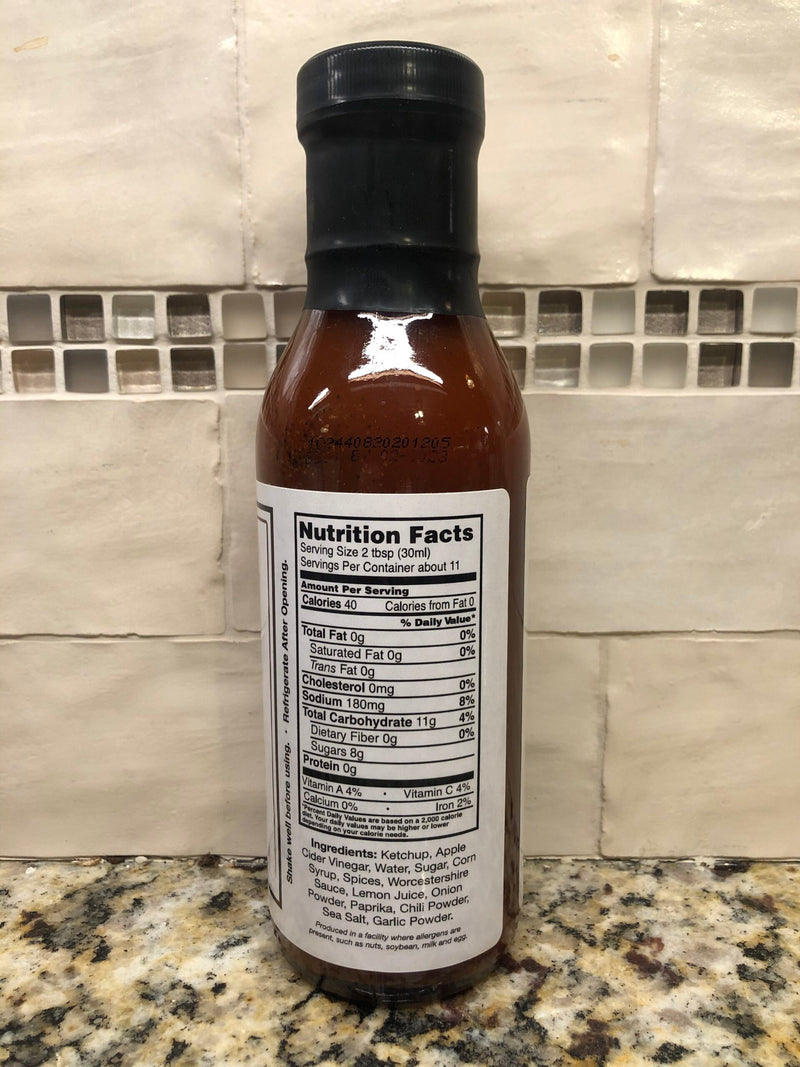 102440820201205
Nutrition Facts
Serving Size 2 tbsp (30ml)
Servings Per Container about 11
Amount Per Serving
Calories 40 Calories from Fat 0
% Daily Value*
Total Fat 0g 0%
Saturated Fat 0g 0%
Trans Fat 0g
Cholesterol 0mg 0%
Sodium 180mg 8%
Total Carbohydrate 11g 4%
Dietary Fiber 0g 0%
Sugars 8g
Protein 0g
Vitamin A 4% • Vitamin C 4%
Calcium 0% • Iron 2%
*Percent Daily Values are based on a 2,000 calorie
diet. Your daily values may be higher or lower
depending on your calorie needs.
Ingredients: Ketchup, Apple
Cider Vinegar, Water, Sugar, Corn
Syrup, Spices, Worcestershire
Sauce, Lemon Juice, Onion
Powder, Paprika, Chili Powder,
Sea Salt, Garlic Powder.
Produced in a facility where allergens are
present, such as nuts, soybean, milk and egg.
Shake well before using. • Refrigerate After Opening.